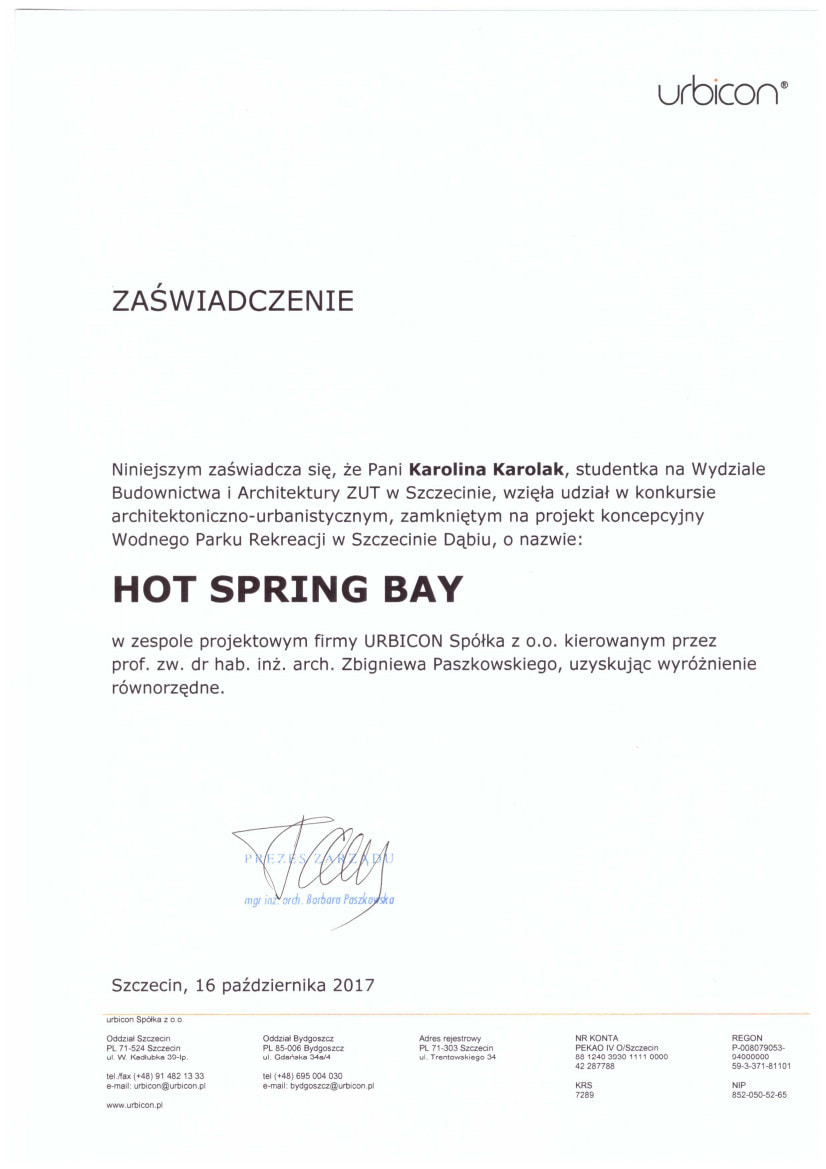 urbicon®
ZAŚWIADCZENIE
Niniejszym zaświadcza się, że Pani Karolina Karolak, studentka na Wydziale
Budownictwa i Architektury ZUT w Szczecinie, wzięła udział w konkursie
architektoniczno-urbanistycznym, zamkniętym na projekt koncepcyjny
Wodnego Parku Rekreacji w Szczecinie Dąbiu, o nazwie:
HOT SPRING BAY
w zespole projektowym firmy URBICON Spółka z o.o. kierowanym przez
prof. zw. dr hab. inż. arch. Zbigniewa Paszkowskiego, uzyskując wyróżnienie
równorzędne.
PREZES ZARZĄDU
mgr inż. arch. Barbara Paszkowska
Szczecin, 16 października 2017
urbicon Spółka z o.o.
Oddział Szczecin
PL 71-524 Szczecin
ul. W. Kadłubka 39-lp.
tel./fax (+48) 91 482 13 33
e-mail: urbicon@urbicon.pl
www.urbicon.pl
Oddział Bydgoszcz
PL 85-006 Bydgoszcz
ul. Gdańska 34a/4
tel (+48) 695 004 030
e-mail: bydgoszcz@urbicon.pl
Adres rejestrowy
PL 71-303 Szczecin
ul. Trentowskiego 34
NR KONTA
PEKAO IV O/Szczecin
88 1240 3930 1111 0000
42 287788
KRS
7289
REGON
P-008079053-
94000000
59-3-371-81101
NIP
852-050-52-65